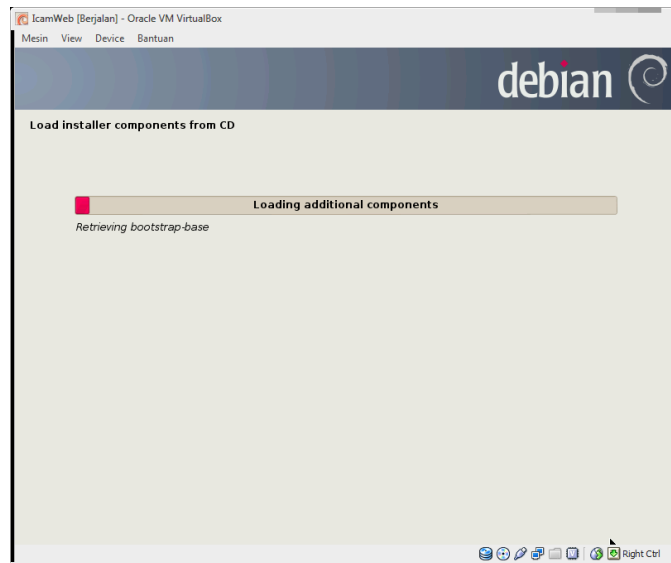 IcamWeb [Berjalan] - Oracle VM VirtualBox
Mesin View Device Bantuan
debian
Load installer components from CD
Loading additional components
Retrieving bootstrap-base
Right Ctrl